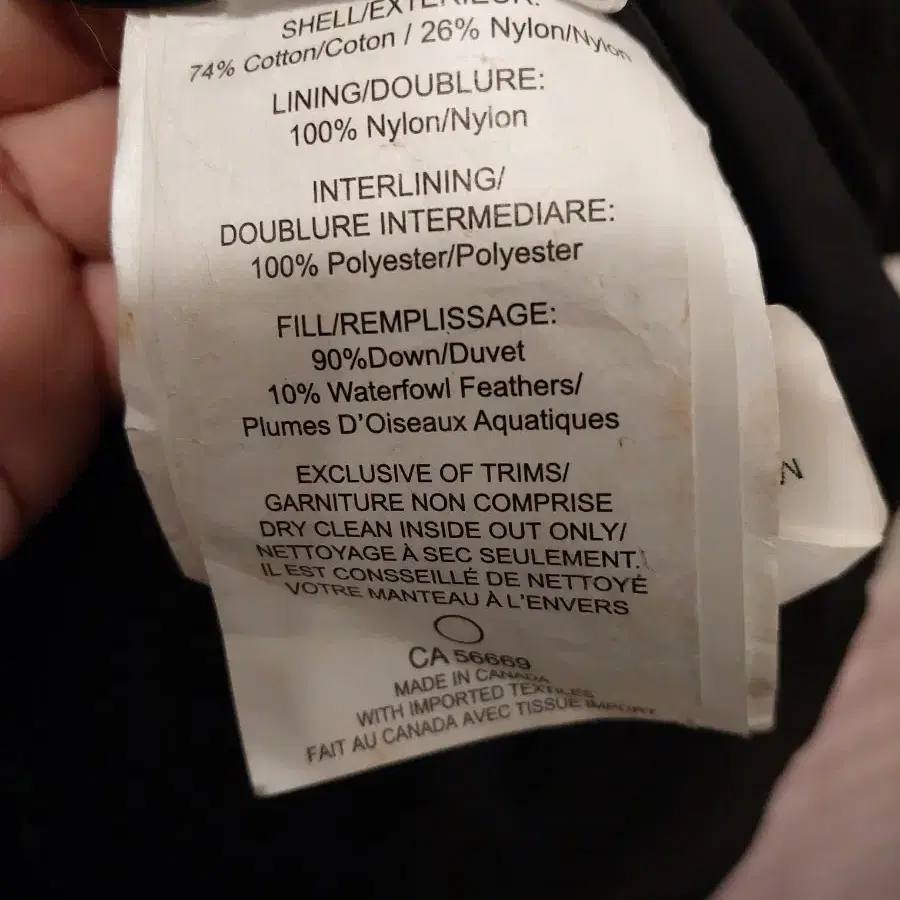 SHELL/EXTERIEUR:
74% Cotton/Coton / 26% Nylon/Nylon
LINING/DOUBLURE:
100% Nylon/Nylon
INTERLINING/
DOUBLURE INTERMEDIARE:
100% Polyester/Polyester
FILL/REMPLISSAGE:
90%Down/Duvet
10% Waterfowl Feathers/
Plumes D'Oiseaux Aquatiques
EXCLUSIVE OF TRIMS/
GARNITURE NON COMPRISE
DRY CLEAN INSIDE OUT ONLY/
NETTOYAGE À SEC SEULEMENT.
IL EST CONSSEILLÉ DE NETTOYÉ
VOTRE MANTEAU À L'ENVERS
CA 56669
MADE IN CANADA
WITH IMPORTED TEXTILES
FAIT AU CANADA AVEC TISSUE IMPORT